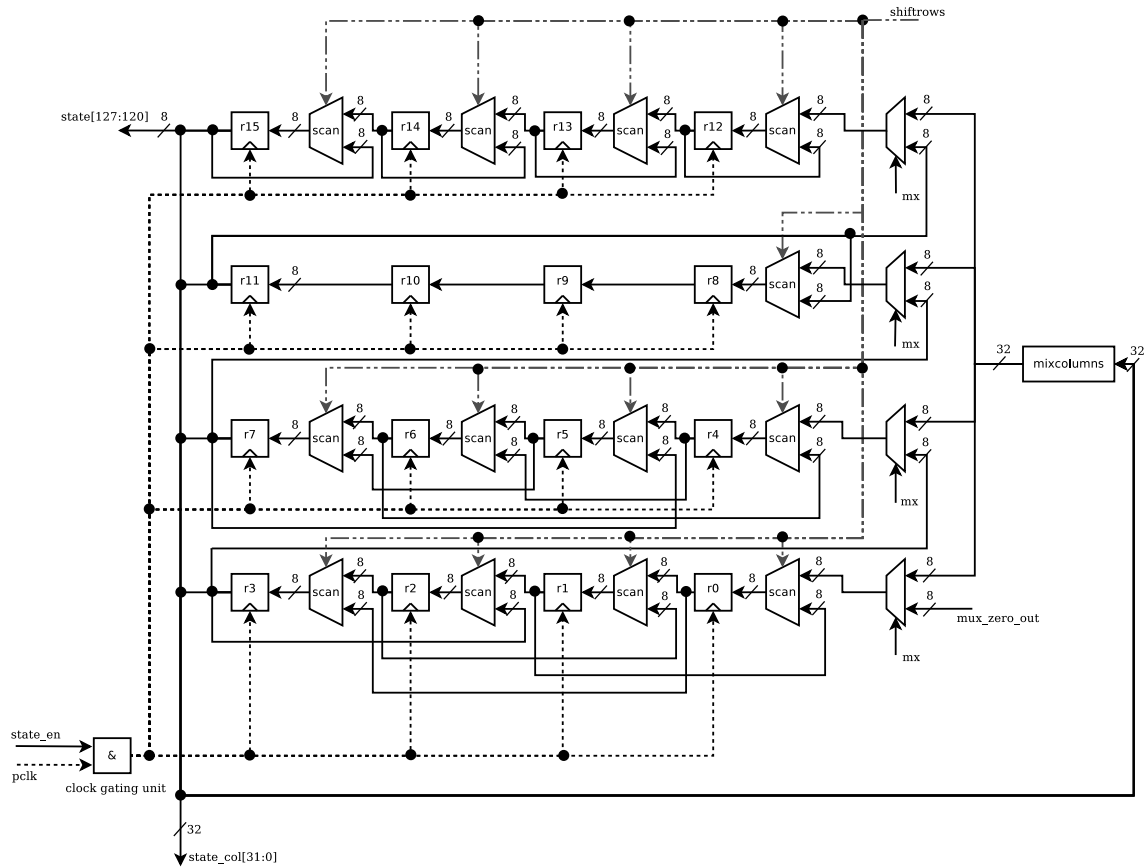 shiftrows
8 8 8 8 8
state[127:120] 8 r15 8 scan r14 8 scan r13 8 scan r12 8 scan
8 8 8 8 8
mx
8 8
r11 8 r10 r9 r8 8 scan
8 8
mx
32 mixcolumns 32
8 8 8 8 8
r7 8 scan r6 8 scan r5 8 scan r4 8 scan
8 8 8 8 8
mx
8 8 8 8 8
r3 8 scan r2 8 scan r1 8 scan r0 8 scan
8 8 8 8 8
mux_zero_out
mx
state_en
&
pclk
clock gating unit
32
state_col[31:0]